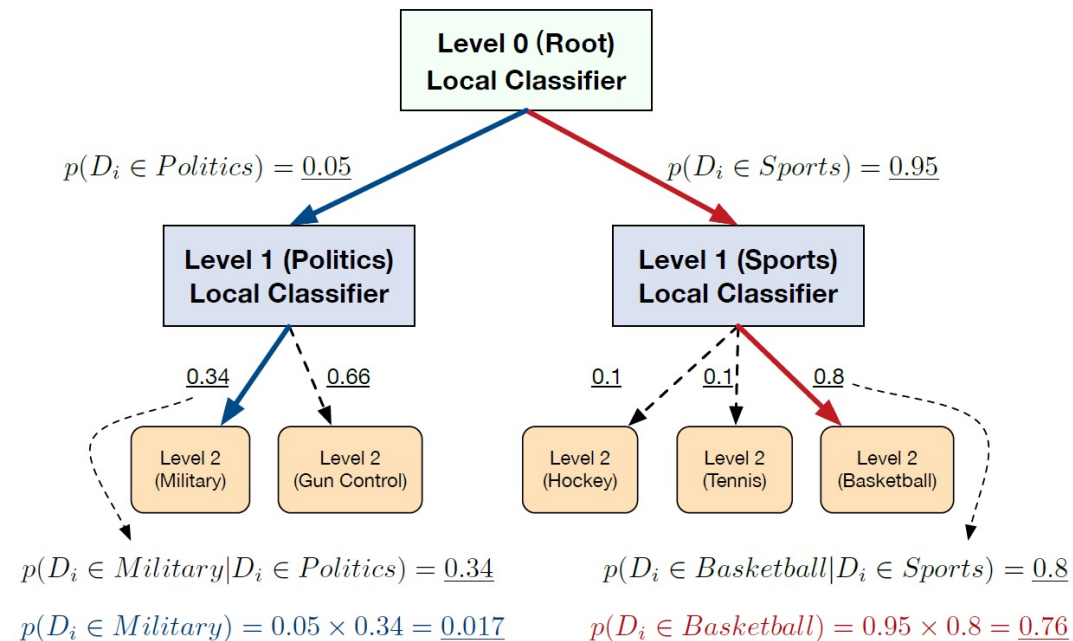 Level 0 (Root)
Local Classifier
p(D_i ∈ Politics) = 0.05
p(D_i ∈ Sports) = 0.95
Level 1 (Politics)
Local Classifier
Level 1 (Sports)
Local Classifier
0.34
0.66
0.1
0.1
0.8
Level 2
(Military)
Level 2
(Gun Control)
Level 2
(Hockey)
Level 2
(Tennis)
Level 2
(Basketball)
p(D_i ∈ Military|D_i ∈ Politics) = 0.34
p(D_i ∈ Basketball|D_i ∈ Sports) = 0.8
p(D_i ∈ Military) = 0.05 × 0.34 = 0.017
p(D_i ∈ Basketball) = 0.95 × 0.8 = 0.76